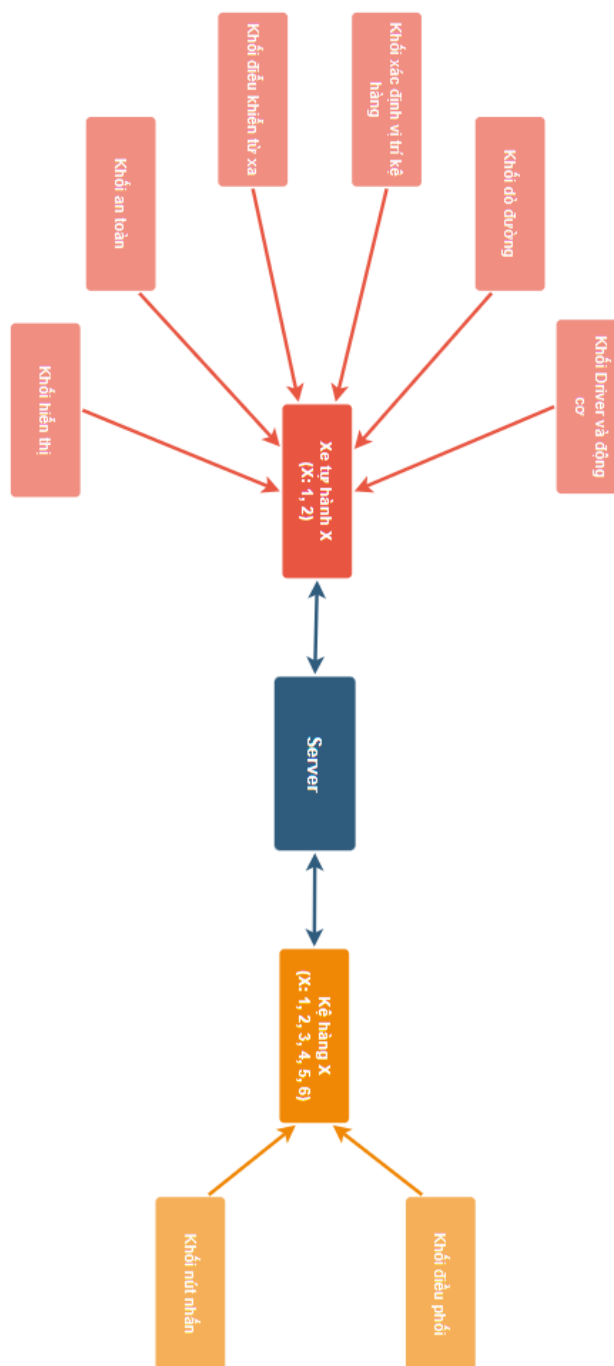 Khối Driver và động
cơ
Khối dò đường
Khối xác định vị trí kệ
hàng
Khối điều khiển từ xa
Khối an toàn
Khối hiển thị
Xe tự hành X
(X: 1, 2)
Server
Kệ hàng X
(X: 1, 2, 3, 4, 5, 6)
Khối điều phối
Khối nút nhấn